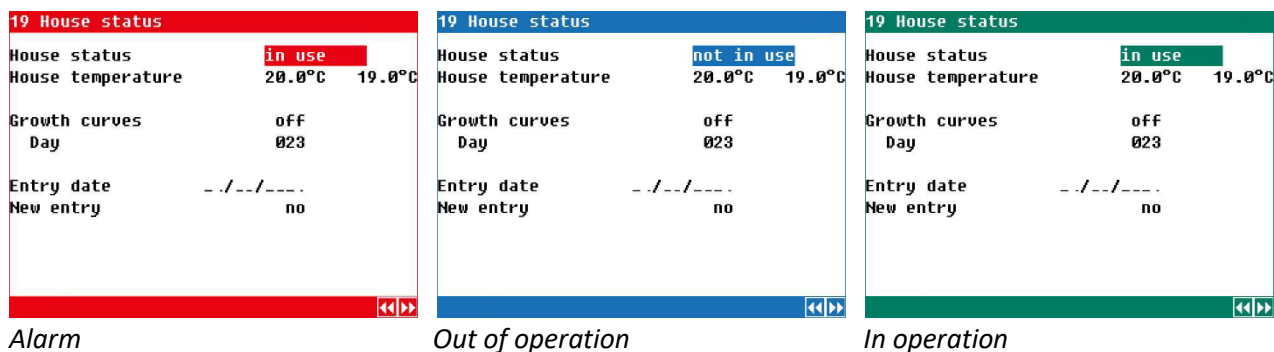 19 House status
House status in use
House temperature 20.0°C 19.0°C
Growth curves off
Day 023
Entry date _ ./_ _/_ _ _ .
New entry no
Alarm
19 House status
House status not in use
House temperature 20.0°C 19.0°C
Growth curves off
Day 023
Entry date _ ./_ _/_ _ _ .
New entry no
Out of operation
19 House status
House status in use
House temperature 20.0°C 19.0°C
Growth curves off
Day 023
Entry date _ ./_ _/_ _ _ .
New entry no
In operation